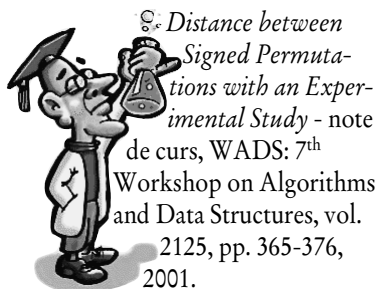 Distance between
Signed Permuta-
tions with an Exper-
imental Study - note
de curs, WADS: 7th
Workshop on Algorithms
and Data Structures, vol.
2125, pp. 365-376,
2001.